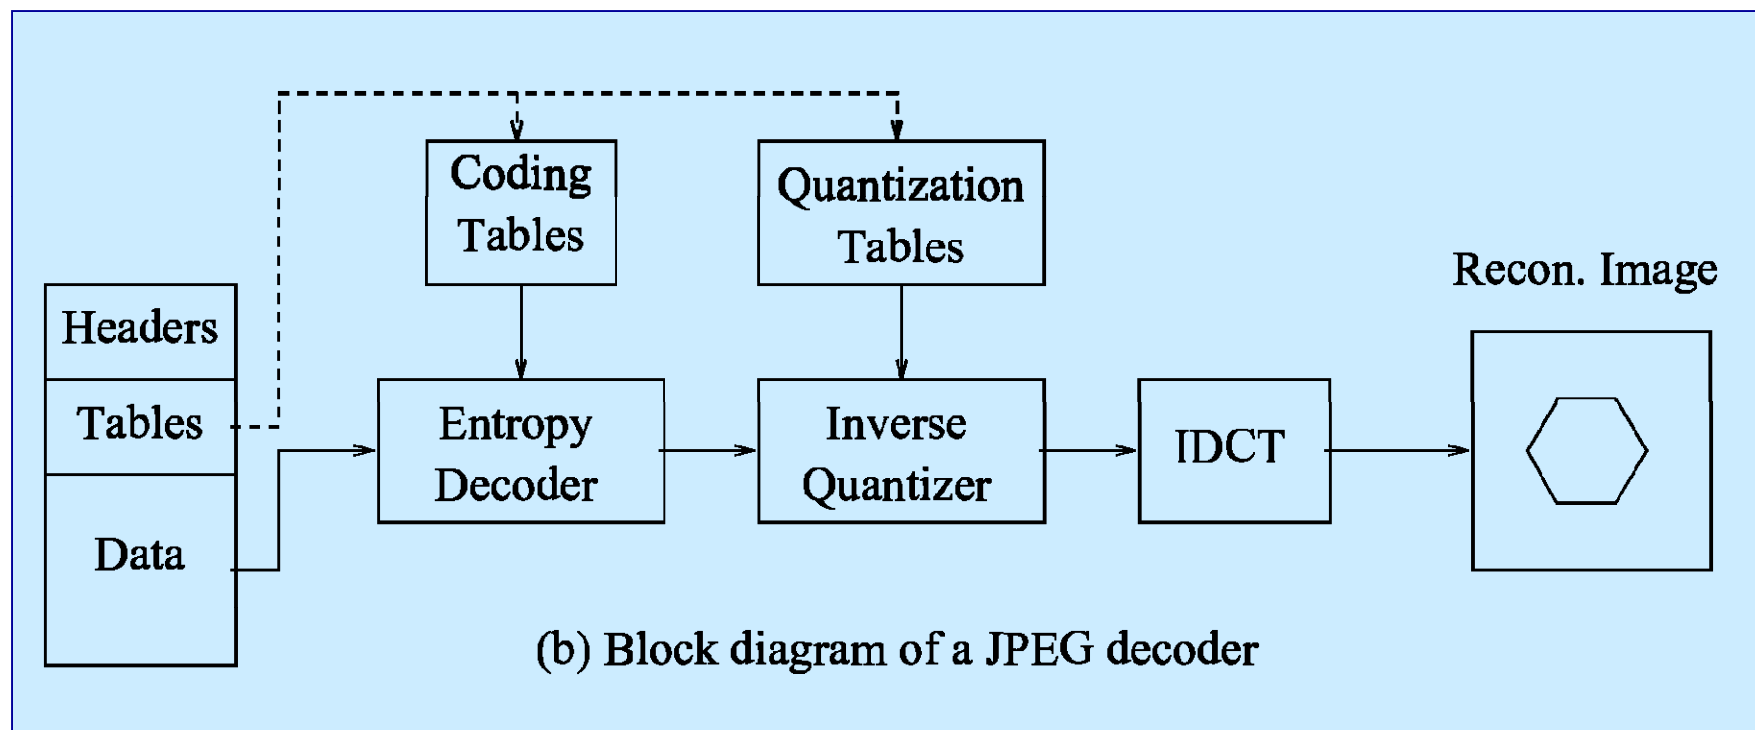 Coding
Tables
Quantization
Tables
Recon. Image
Headers
Tables
Data
Entropy
Decoder
Inverse
Quantizer
IDCT
(b) Block diagram of a JPEG decoder